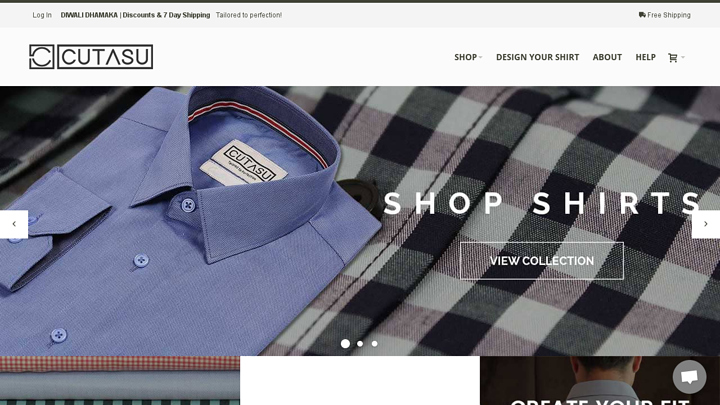 Log In DIWALI DHAMAKA | Discounts & 7 Day Shipping Tailored to perfection! Free Shipping
CUTASU SHOP DESIGN YOUR SHIRT ABOUT HELP
CUTASU
SHOP SHIRTS
VIEW COLLECTION
CREATE YOUR FIT